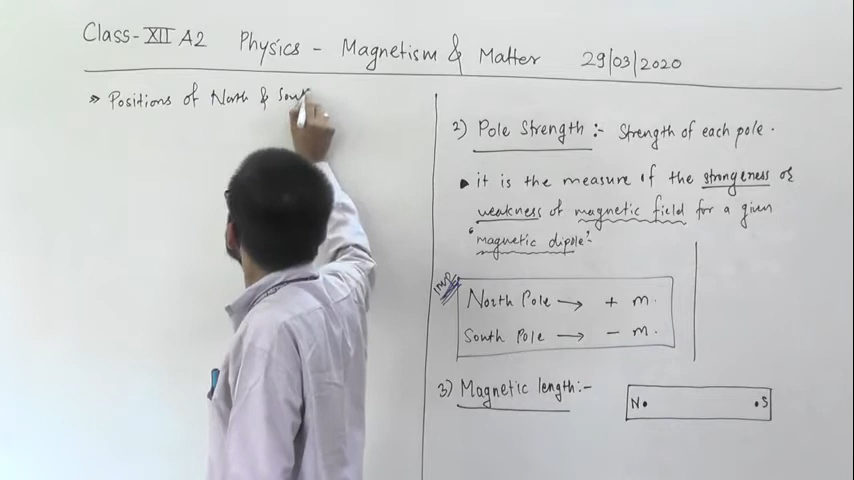 Class-XII A2 Physics - Magnetism & Matter 29/03/2020
» Positions of North & Sout
2) Pole Strength :- Strength of each pole.
• it is the measure of the strongness or
weakness of magnetic field for a given
"magnetic dipole".
Imp
North Pole → + m.
South Pole → - m.
3) Magnetic length:-
N• •S